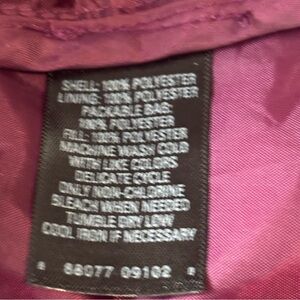 SHELL: 100% POLYESTER
LINING: 100% POLYESTER
PACKABLE BAG:
100% POLYESTER
FILL: 100% POLYESTER
MACHINE WASH COLD
WITH LIKE COLORS
DELICATE CYCLE
ONLY NON-CHLORINE
BLEACH WHEN NEEDED
TUMBLE DRY LOW
COOL IRON IF NECESSARY
88077 09102